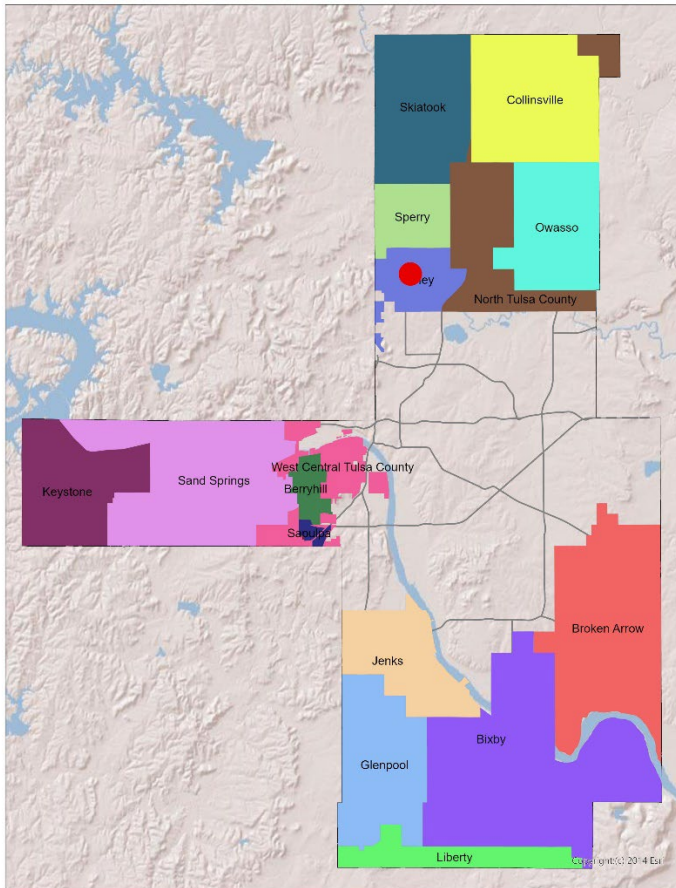 Skiatook
Collinsville
Sperry
Owasso
North Tulsa County
West Central Tulsa County
Sand Springs
Berryhill
Keystone
Broken Arrow
Jenks
Bixby
Glenpool
Liberty
Copyright:(c) 2014 Esri